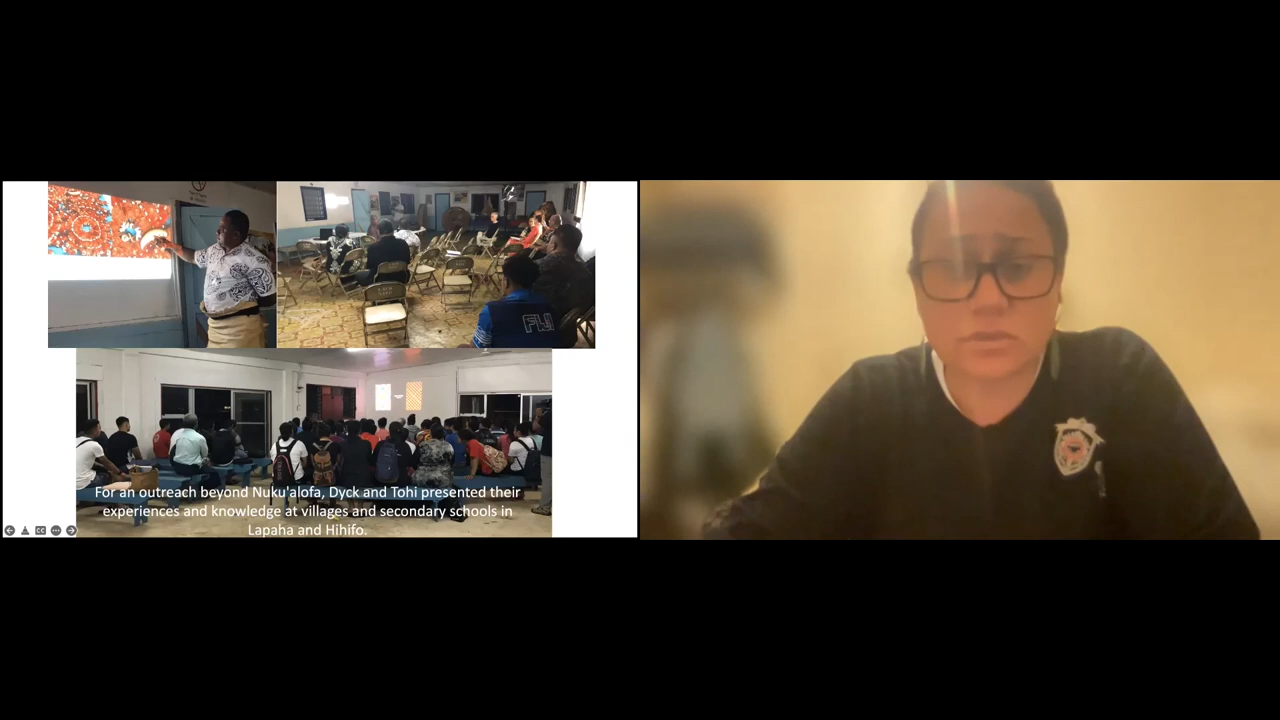 FIJI
For an outreach beyond Nuku'alofa, Dyck and Tohi presented their
experiences and knowledge at villages and secondary schools in
Lapaha and Hihifo.